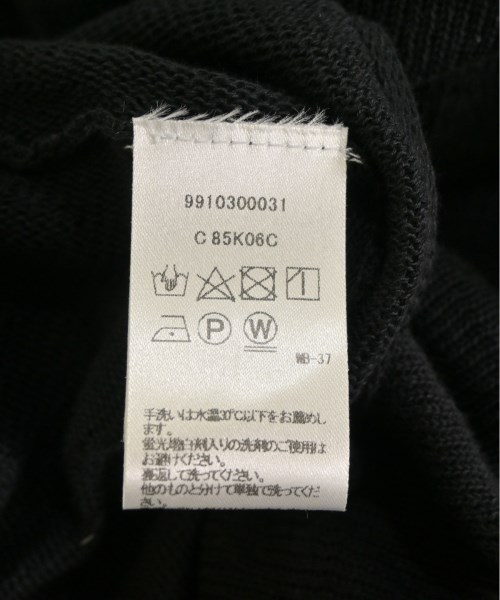 9910300031
C 85K06C
P W
WB-37
手洗いは水温30℃以下をお薦めし
ます。
蛍光増白剤入りの洗剤のご使用は
お避けください。
裏返して洗ってください。
他のものと分けて単独で洗ってくだ
さい。